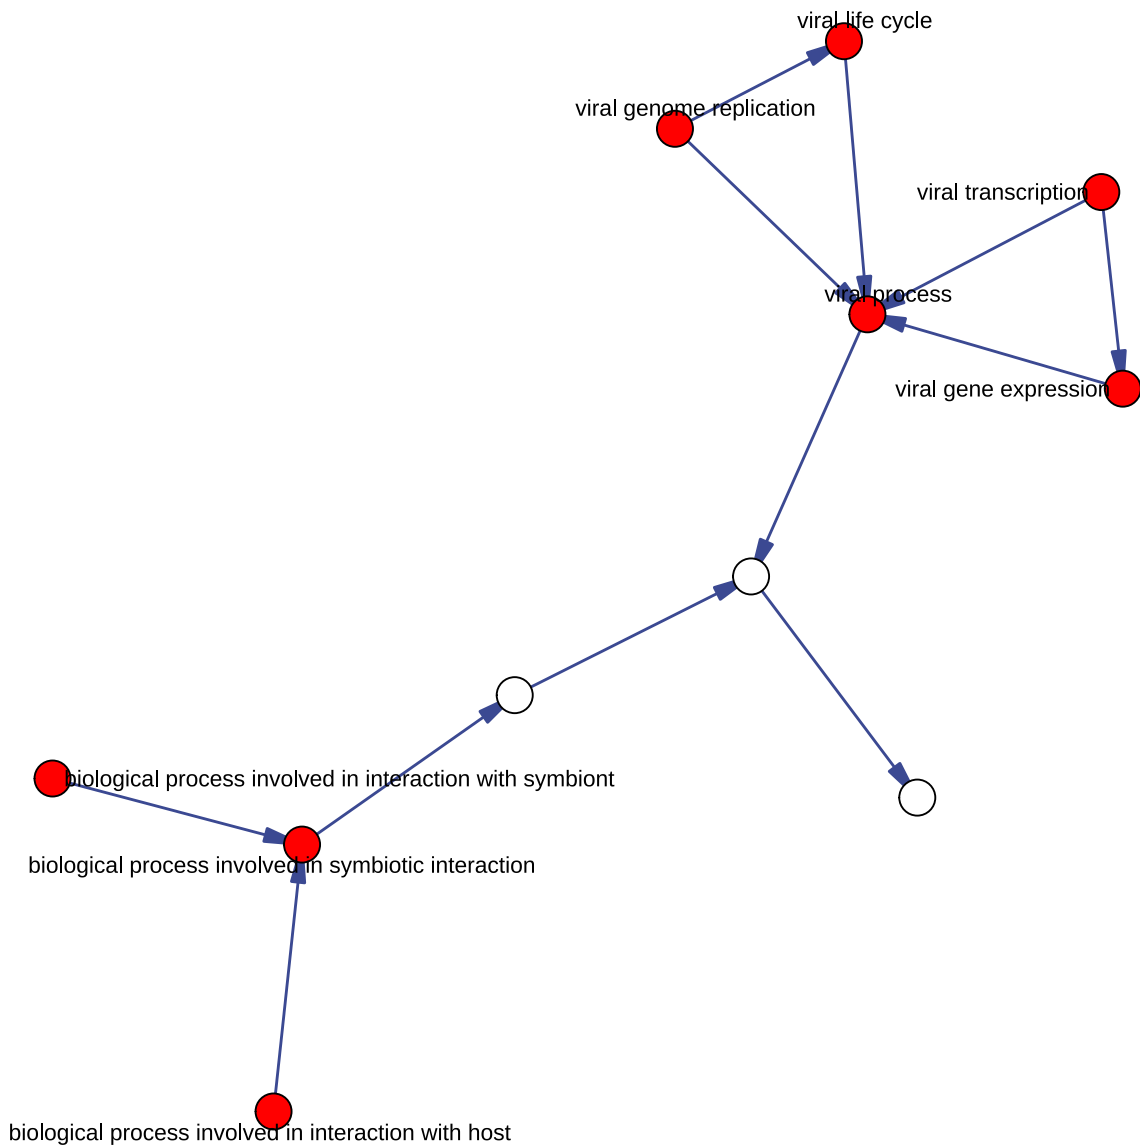 viral life cycle
viral genome replication
viral transcription
viral process
viral gene expression
biological process involved in interaction with symbiont
biological process involved in symbiotic interaction
biological process involved in interaction with host